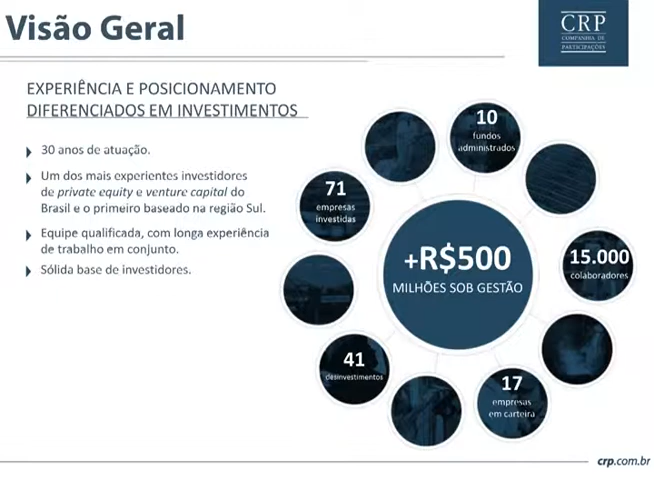 Visão Geral
CRP
COMPANHIA DE
PARTICIPAÇÕES
EXPERIÊNCIA E POSICIONAMENTO
DIFERENCIADOS EM INVESTIMENTOS
30 anos de atuação.
Um dos mais experientes investidores
de private equity e venture capital do
Brasil e o primeiro baseado na região Sul.
Equipe qualificada, com longa experiência
de trabalho em conjunto.
Sólida base de investidores.
10
fundos
administrados
71
empresas
investidas
+R$500
MILHÕES SOB GESTÃO
15.000
colaboradores
41
desinvestimentos
17
empresas
em carteira
crp.com.br